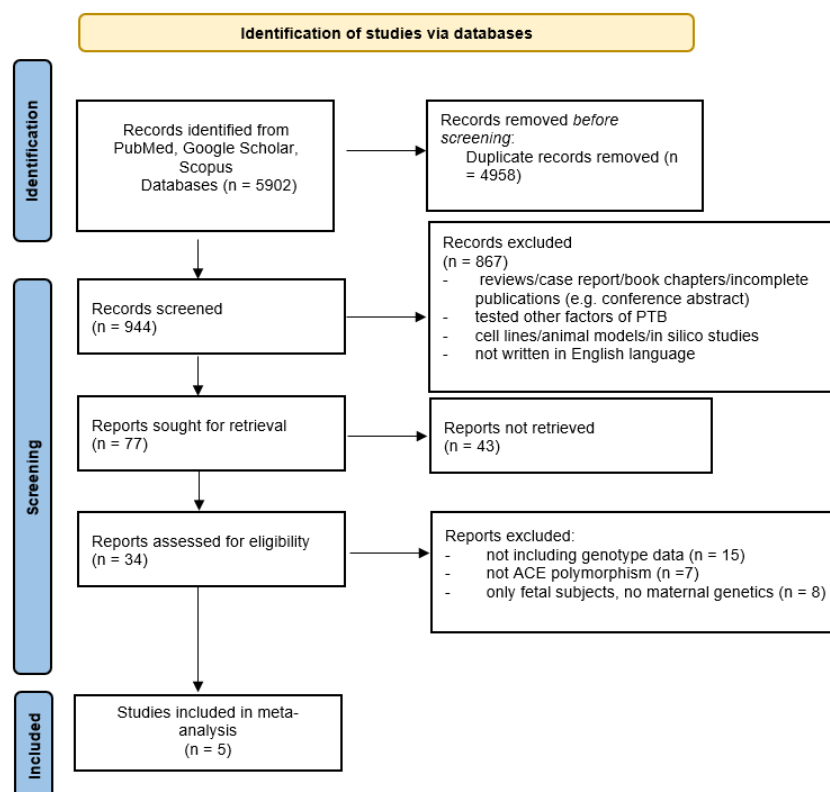 Identification of studies via databases
Identification
Records identified from
PubMed, Google Scholar,
Scopus
Databases (n = 5902)
Records removed before
screening:
Duplicate records removed (n
= 4958)
Screening
Records screened
(n = 944)
Records excluded
(n = 867)
- reviews/case report/book chapters/incomplete
publications (e.g. conference abstract)
- tested other factors of PTB
- cell lines/animal models/in silico studies
- not written in English language
Reports sought for retrieval
(n = 77)
Reports not retrieved
(n = 43)
Reports assessed for eligibility
(n = 34)
Reports excluded:
- not including genotype data (n = 15)
- not ACE polymorphism (n =7)
- only fetal subjects, no maternal genetics (n = 8)
Included
Studies included in meta-
analysis
(n = 5)